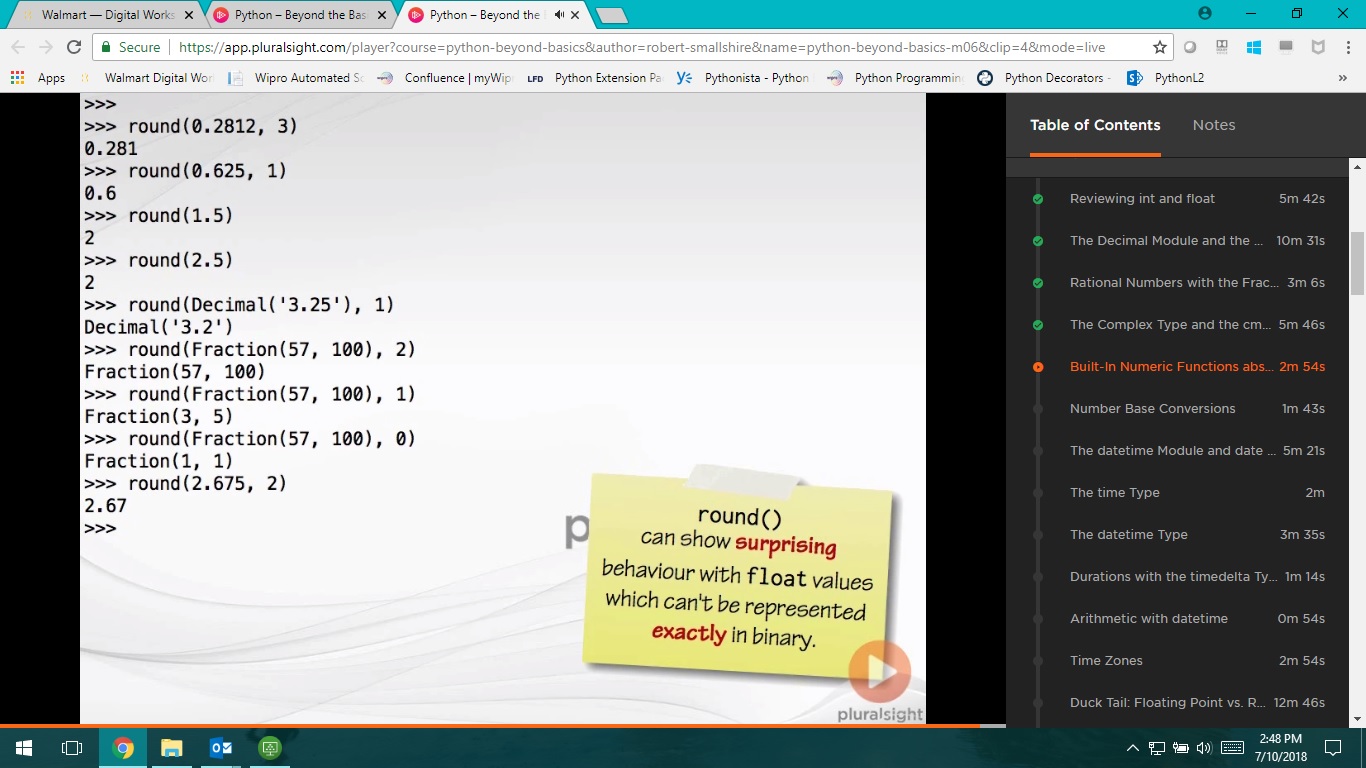 Walmart — Digital Works
Python – Beyond the Bas
Python – Beyond the
Secure
https://app.pluralsight.com/player?course=python-beyond-basics&author=robert-smallshire&name=python-beyond-basics-m06&clip=4&mode=live
Apps
Walmart Digital Wor
Wipro Automated Sc
Confluence | myWip
LFD
Python Extension Pa
Pythonista - Python
Python Programmin
Python Decorators -
PythonL2
»
>>>
>>> round(0.2812, 3)
0.281
>>> round(0.625, 1)
0.6
>>> round(1.5)
2
>>> round(2.5)
2
>>> round(Decimal('3.25'), 1)
Decimal('3.2')
>>> round(Fraction(57, 100), 2)
Fraction(57, 100)
>>> round(Fraction(57, 100), 1)
Fraction(3, 5)
>>> round(Fraction(57, 100), 0)
Fraction(1, 1)
>>> round(2.675, 2)
2.67
>>>
p
round()
can show surprising
behaviour with float values
which can't be represented
exactly in binary.
pluralsight
Table of Contents
Notes
Reviewing int and float 5m 42s
The Decimal Module and the ... 10m 31s
Rational Numbers with the Frac... 3m 6s
The Complex Type and the cm... 5m 46s
Built-In Numeric Functions abs... 2m 54s
Number Base Conversions 1m 43s
The datetime Module and date ... 5m 21s
The time Type 2m
The datetime Type 3m 35s
Durations with the timedelta Ty... 1m 14s
Arithmetic with datetime 0m 54s
Time Zones 2m 54s
Duck Tail: Floating Point vs. R... 12m 46s
2:48 PM
7/10/2018